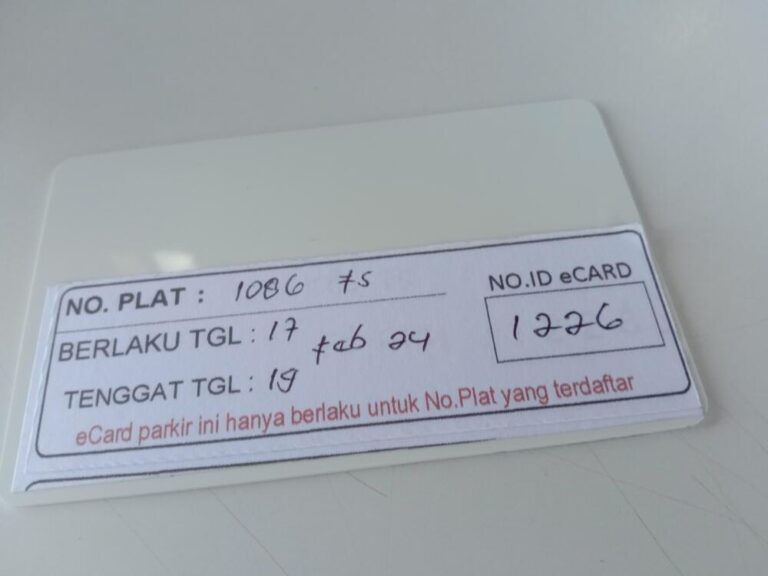 NO. PLAT : 1086 FS
NO.ID eCARD
1226
BERLAKU TGL : 17 feb 24
TENGGAT TGL : 19
eCard parkir ini hanya berlaku untuk No.Plat yang terdaftar